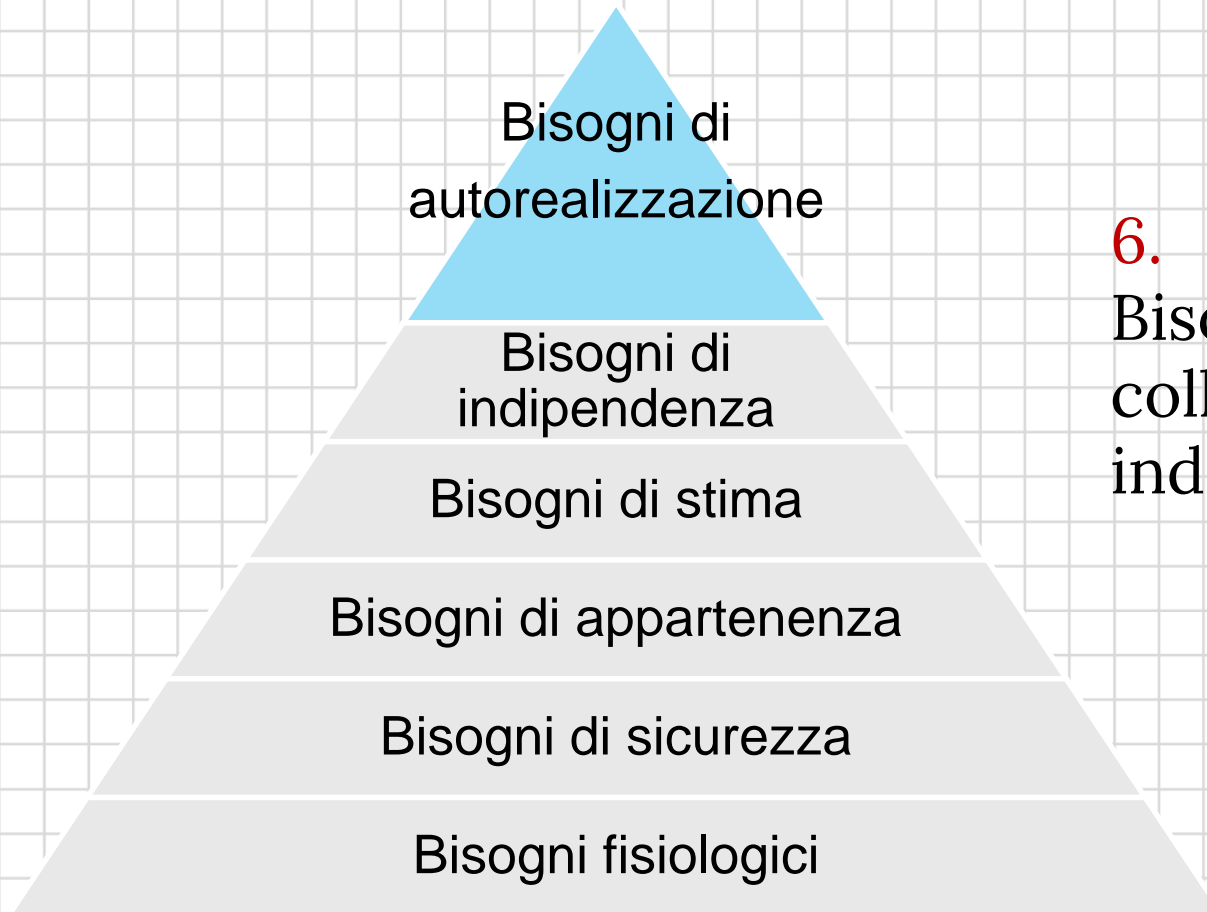 Bisogni di
autorealizzazione
Bisogni di
indipendenza
Bisogni di stima
Bisogni di appartenenza
Bisogni di sicurezza
Bisogni fisiologici
6.